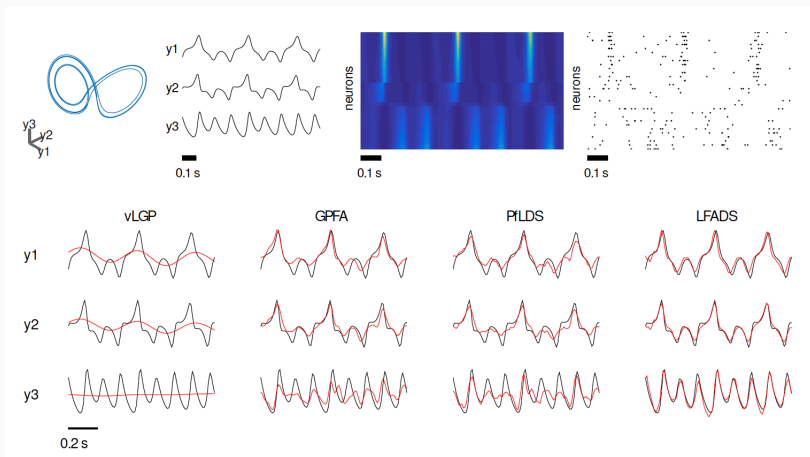 y1
y2
y3
y3
y2
y1
0.1 s
neurons
0.1 s
neurons
0.1 s
vLGP GPFA PfLDS LFADS
y1
y2
y3
0.2 s